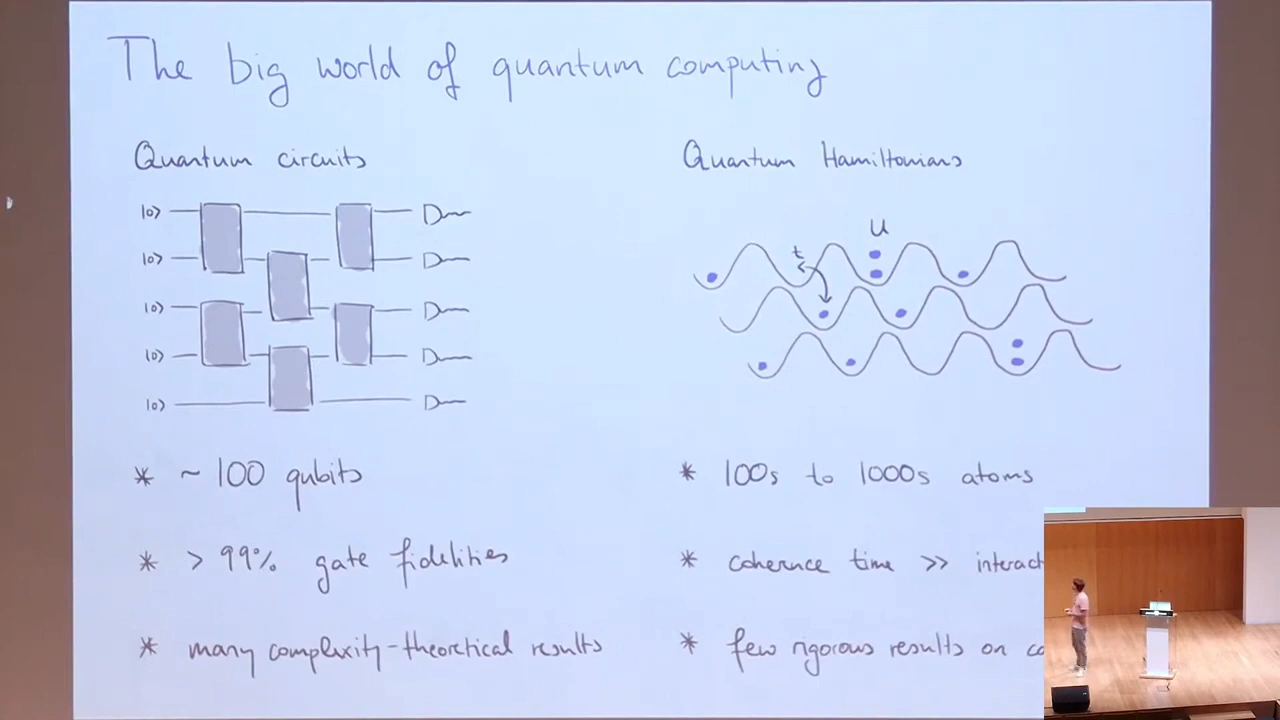 The big world of quantum computing
Quantum circuits
|0⟩
|0⟩
|0⟩
|0⟩
|0⟩
* ~ 100 qubits
* > 99% gate fidelities
* many complexity-theoretical results
Quantum Hamiltonians
U
t
* 100s to 1000s atoms
* cohernce time >> interact
* few rigorous results on co